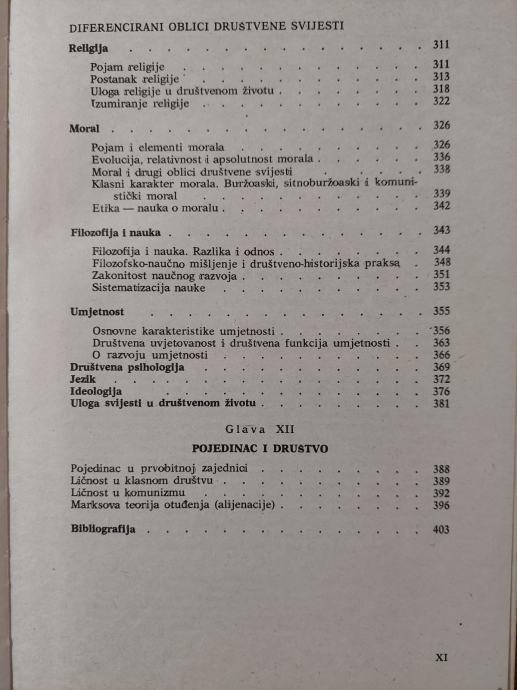 DIFERENCIRANI OBLICI DRUŠTVENE SVIJESTI
Religija . . . . . . . . . . . . . . . . 311
Pojam religije . . . . . . . . . . . . . 311
Postanak religije . . . . . . . . . . . . 313
Uloga religije u društvenom životu . . . . . . . . 318
Izumiranje religije . . . . . . . . . . . . 322
Moral . . . . . . . . . . . . . . . . . 326
Pojam i elementi morala . . . . . . . . . . 326
Evolucija, relativnost i apsolutnost morala . . . . . . 336
Moral i drugi oblici društvene svijesti . . . . . 338
Klasni karakter morala. Buržoaski, sitnoburžoaski i komuni-
stički moral . . . . . . . . . . . 339
Etika — nauka o moralu . . . . . . . . . . . 342
Filozofija i nauka . . . . . . . . . . . . . 343
Filozofija i nauka. Razlika i odnos . . . . . . . . 344
Filozofsko-naučno mišljenje i društveno-historijska praksa . 348
Zakonitost naučnog razvoja . . . . . . . . . . 351
Sistematizacija nauke . . . . . . . . . . 353
Umjetnost . . . . . . . . . . . . . . 355
Osnovne karakteristike umjetnosti . . . . . . . . 356
Društvena uvjetovanost i društvena funkcija umjetnosti . . 363
O razvoju umjetnosti . . . . . . . . . . . 366
Društvena psihologija . . . . . . . . . . . 369
Jezik . . . . . . . . . . . . . . . . 372
Ideologija . . . . . . . . . . . . . . 376
Uloga svijesti u društvenom životu . . . . . . . . . 381
Glava XII
POJEDINAC I DRUSTVO
Pojedinac u prvobitnoj zajednici . . . . . . . . . 388
Ličnost u klasnom društvu . . . . . . . . . . . 389
Ličnost u komunizmu . . . . . . . . . . . 392
Marksova teorija otuđenja (alijenacije) . . . . . . . . 396
Bibliografija . . . . . . . . . . . . . . 403
XI